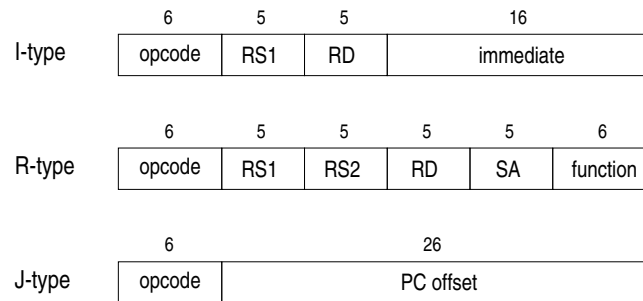 6 5 5 16
I-type opcode RS1 RD immediate
6 5 5 5 5 6
R-type opcode RS1 RS2 RD SA function
6 26
J-type opcode PC offset